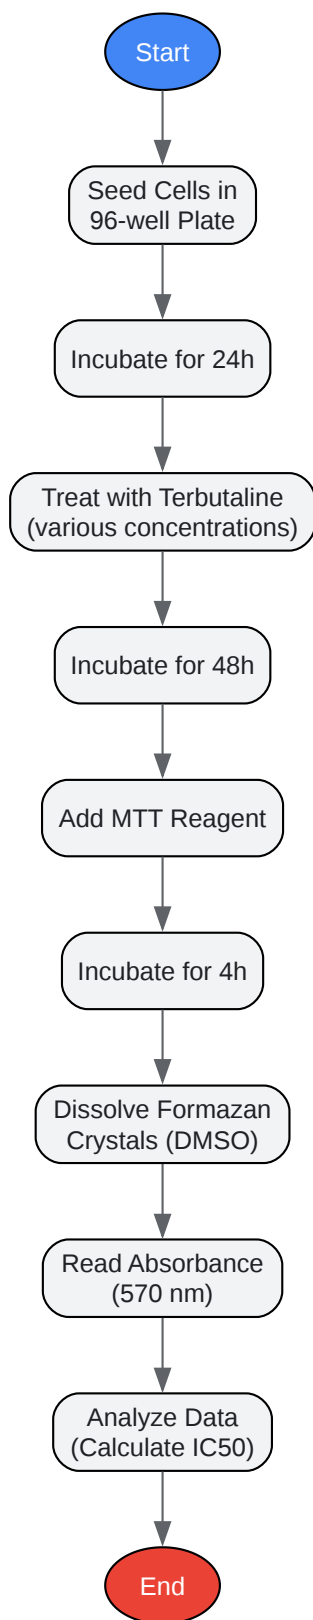 Start
Seed Cells in
96-well Plate
Incubate for 24h
Treat with Terbutaline
(various concentrations)
Incubate for 48h
Add MTT Reagent
Incubate for 4h
Dissolve Formazan
Crystals (DMSO)
Read Absorbance
(570 nm)
Analyze Data
(Calculate IC50)
End